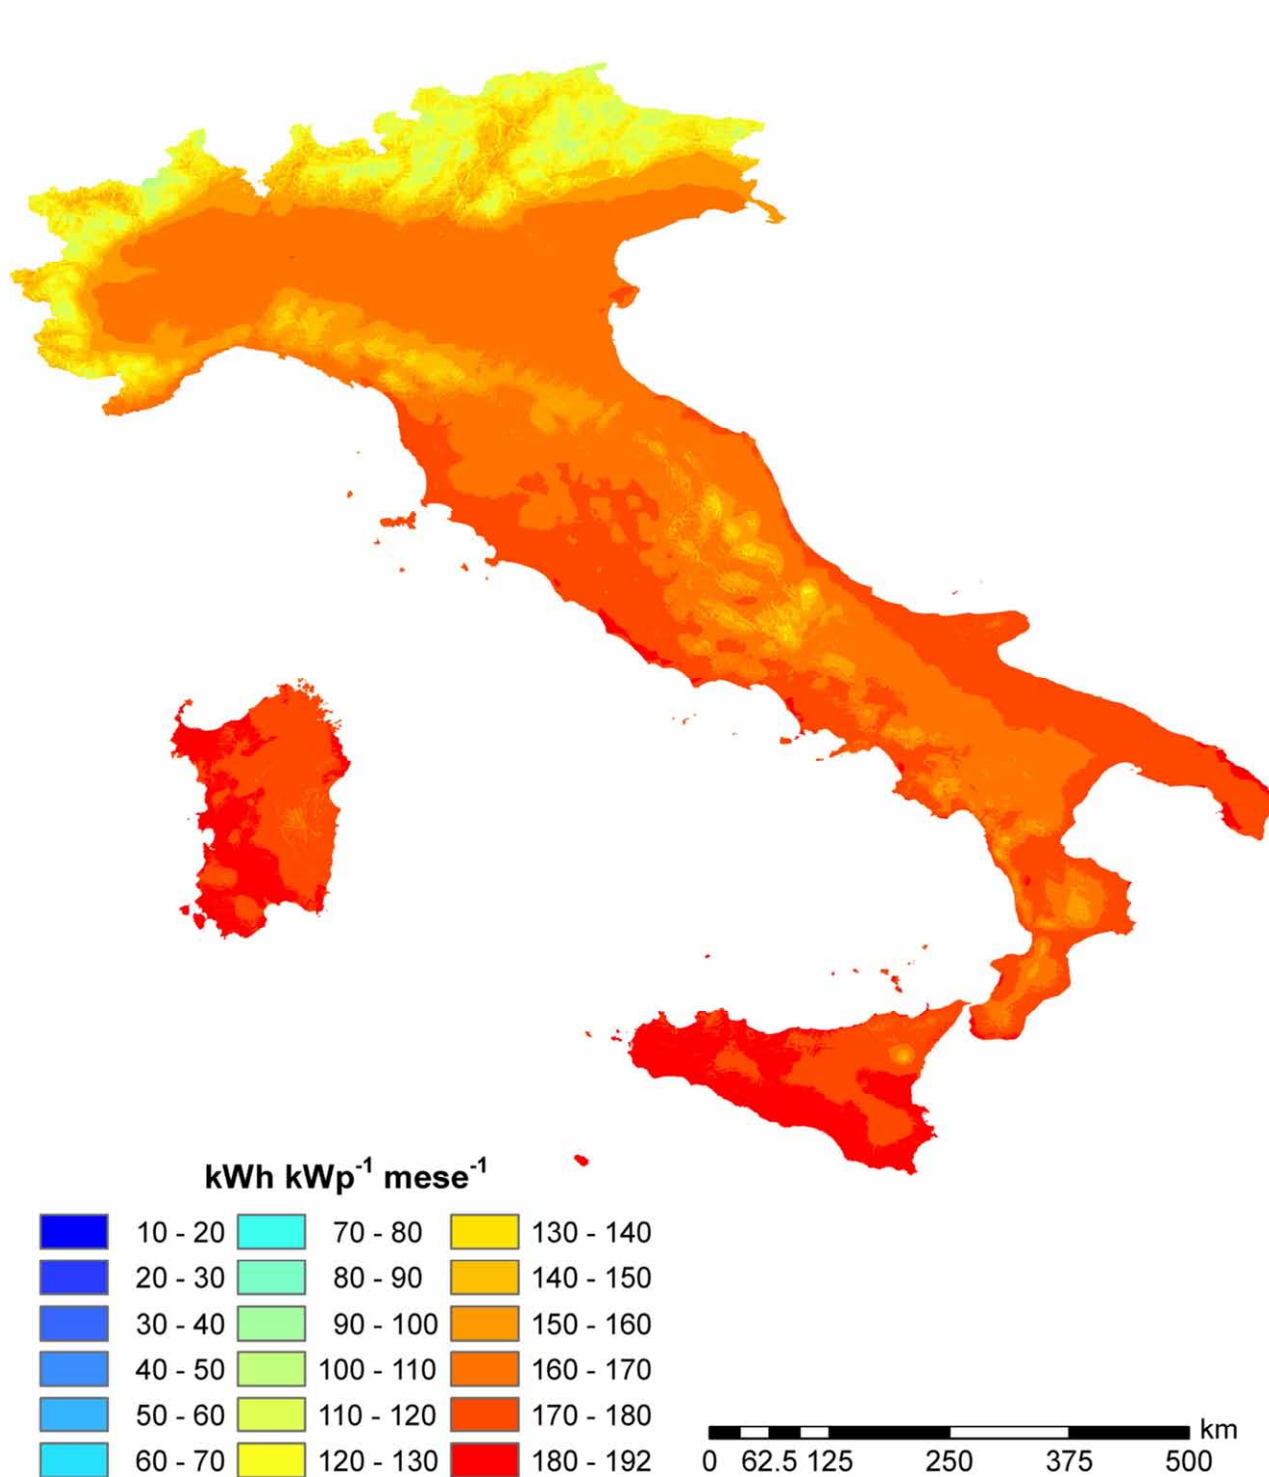 kWh kWp-1 mese-1
10 - 20 70 - 80 130 - 140
20 - 30 80 - 90 140 - 150
30 - 40 90 - 100 150 - 160
40 - 50 100 - 110 160 - 170
50 - 60 110 - 120 170 - 180
60 - 70 120 - 130 180 - 192
km
0 62.5 125 250 375 500